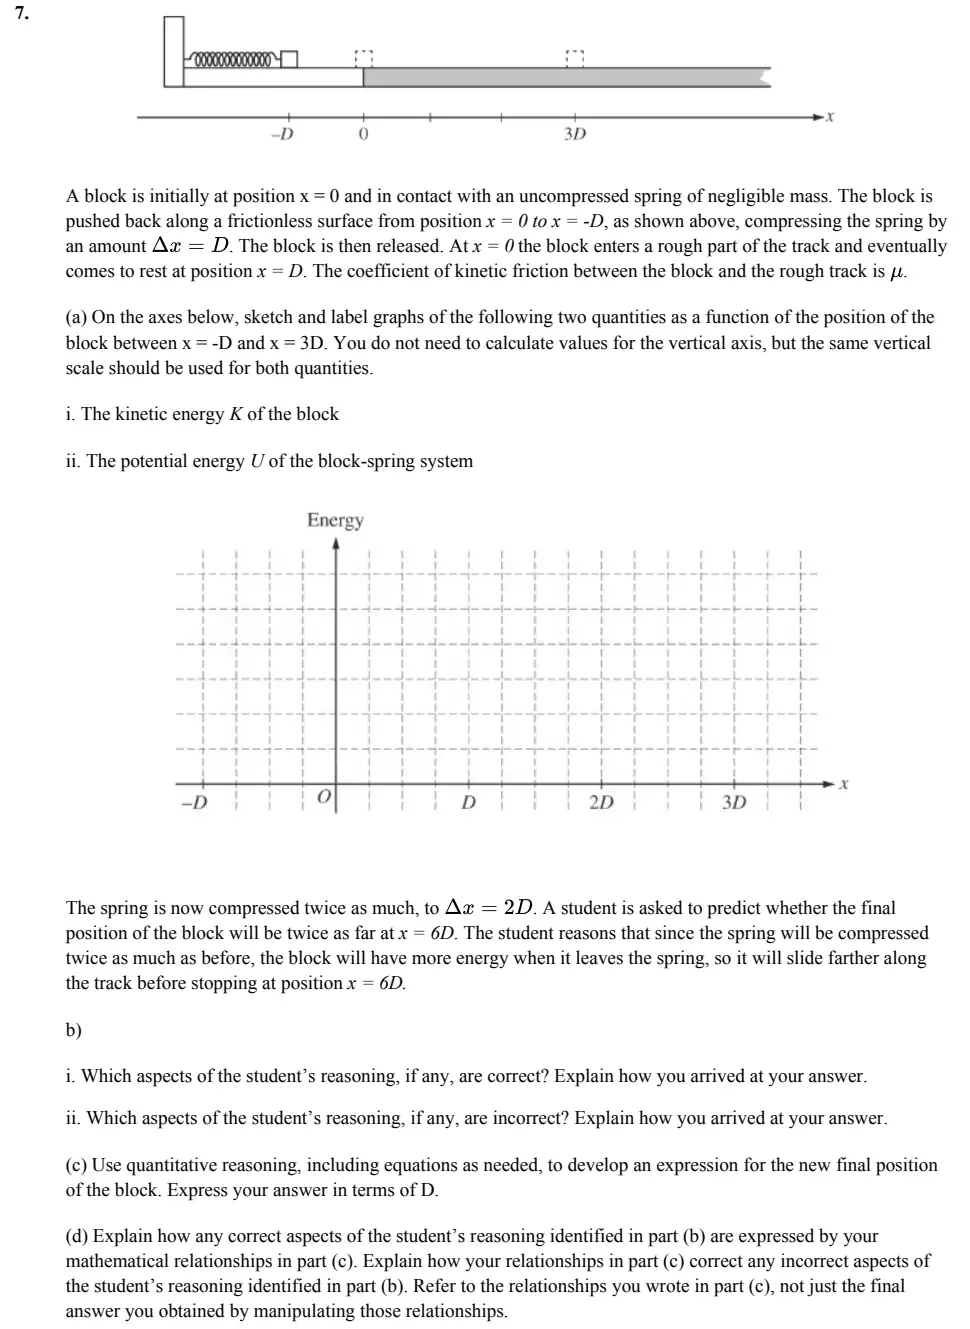 7.
x
−D
0
3D
A block is initially at position x = 0 and in contact with an uncompressed spring of negligible mass. The block is
pushed back along a frictionless surface from position x = 0 to x = -D, as shown above, compressing the spring by
an amount Δx = D. The block is then released. At x = 0 the block enters a rough part of the track and eventually
comes to rest at position x = D. The coefficient of kinetic friction between the block and the rough track is μ.
(a) On the axes below, sketch and label graphs of the following two quantities as a function of the position of the
block between x = -D and x = 3D. You do not need to calculate values for the vertical axis, but the same vertical
scale should be used for both quantities.
i. The kinetic energy K of the block
ii. The potential energy U of the block-spring system
Energy
x
−D
O
D
2D
3D
The spring is now compressed twice as much, to Δx = 2D. A student is asked to predict whether the final
position of the block will be twice as far at x = 6D. The student reasons that since the spring will be compressed
twice as much as before, the block will have more energy when it leaves the spring, so it will slide farther along
the track before stopping at position x = 6D.
b)
i. Which aspects of the student’s reasoning, if any, are correct? Explain how you arrived at your answer.
ii. Which aspects of the student’s reasoning, if any, are incorrect? Explain how you arrived at your answer.
(c) Use quantitative reasoning, including equations as needed, to develop an expression for the new final position
of the block. Express your answer in terms of D.
(d) Explain how any correct aspects of the student’s reasoning identified in part (b) are expressed by your
mathematical relationships in part (c). Explain how your relationships in part (c) correct any incorrect aspects of
the student’s reasoning identified in part (b). Refer to the relationships you wrote in part (c), not just the final
answer you obtained by manipulating those relationships.